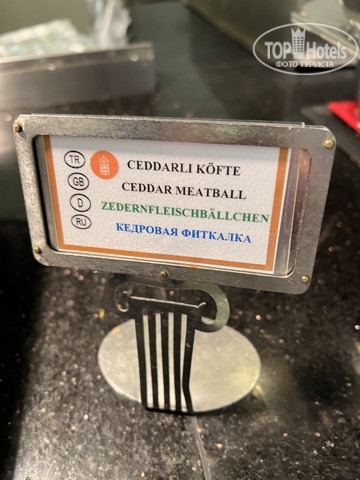 TOP Hotels
ФОТО ТУРИСТА
TR CEDDARLI KÖFTE
GB CEDDAR MEATBALL
D ZEDERNFLEISCHBÄLLCHEN
RU КЕДРОВАЯ ФИТКАЛКА